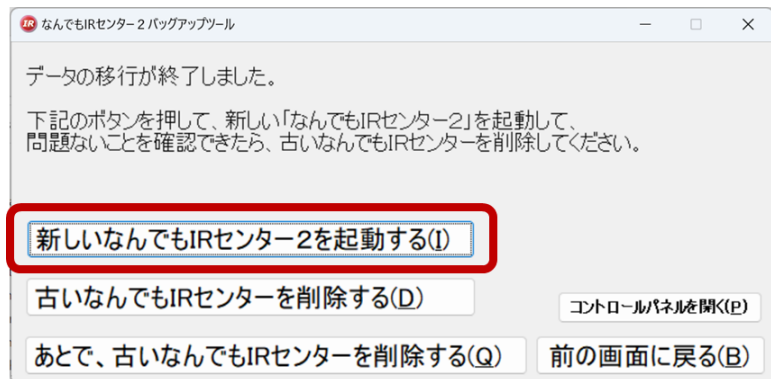 IR なんでもIRセンター２バッグアップツール
データの移行が終了しました。
下記のボタンを押して、新しい「なんでもIRセンター2」を起動して、
問題ないことを確認できたら、古いなんでもIRセンターを削除してください。
新しいなんでもIRセンター2を起動する(I)
古いなんでもIRセンターを削除する(D)
コントロールパネルを開く(P)
あとで、古いなんでもIRセンターを削除する(Q)
前の画面に戻る(B)